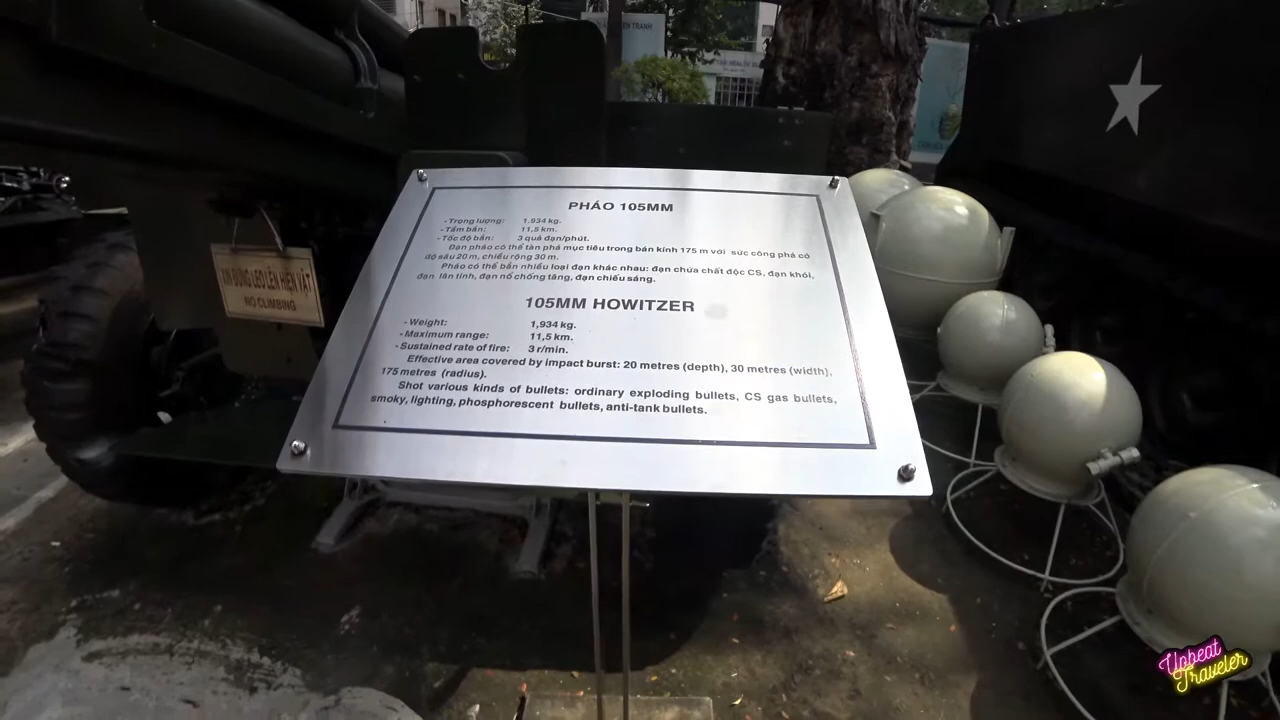 PHÁO 105MM
- Trọng lượng: 1.934 kg.
- Tầm bắn: 11,5 km.
- Tốc độ bắn: 3 quả đạn/phút.
Đạn pháo có thể tàn phá mục tiêu trong bán kính 175 m với sức công phá có
độ sâu 20 m, chiều rộng 30 m.
Pháo có thể bắn nhiều loại đạn khác nhau: đạn chứa chất độc CS, đạn khói,
đạn lân tinh, đạn nổ chống tăng, đạn chiếu sáng.
105MM HOWITZER
- Weight: 1,934 kg.
- Maximum range: 11,5 km.
- Sustained rate of fire: 3 r/min.
Effective area covered by impact burst: 20 metres (depth), 30 metres (width),
175 metres (radius).
Shot various kinds of bullets: ordinary exploding bullets, CS gas bullets,
smoky, lighting, phosphorescent bullets, anti-tank bullets.
XIN ĐỪNG LEO LÊN HIỆN VẬT
NO CLIMBING
Upbeat
Traveler